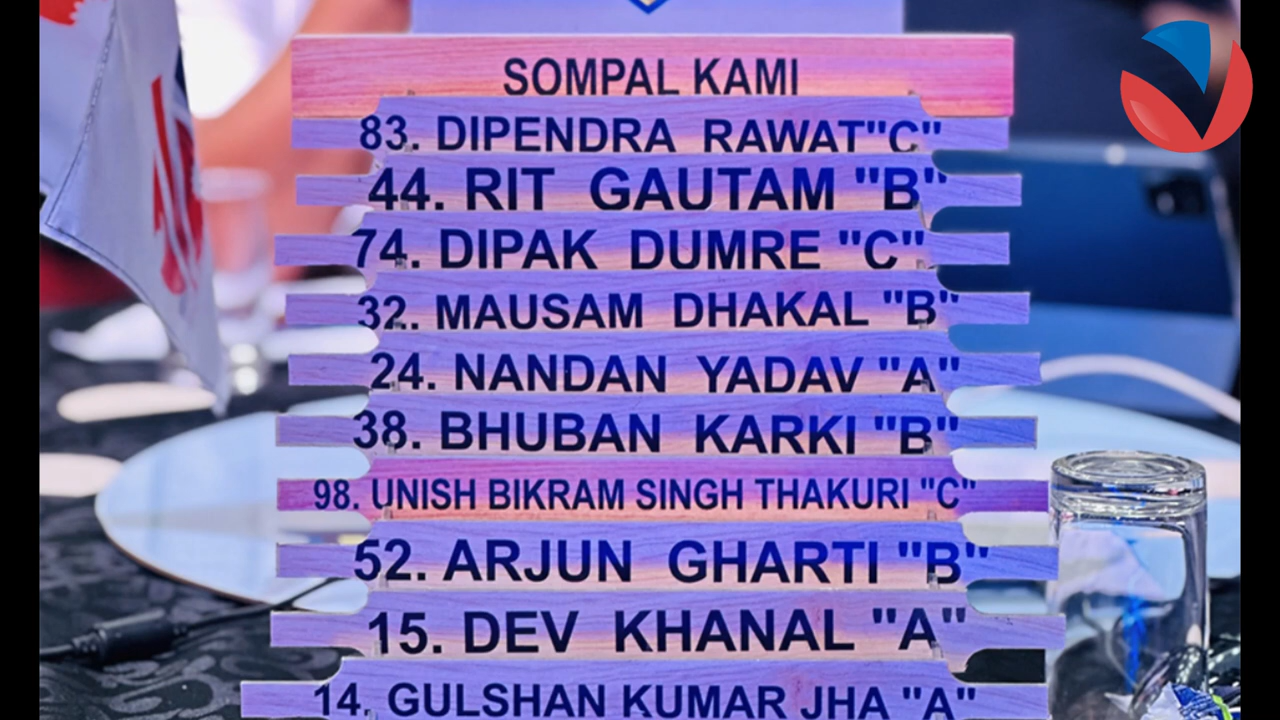 SOMPAL KAMI
83. DIPENDRA RAWAT"C"
44. RIT GAUTAM "B"
74. DIPAK DUMRE "C"
32. MAUSAM DHAKAL "B"
24. NANDAN YADAV "A"
38. BHUBAN KARKI "B"
98. UNISH BIKRAM SINGH THAKURI "C"
52. ARJUN GHARTI "B"
15. DEV KHANAL "A"
14. GULSHAN KUMAR JHA "A"